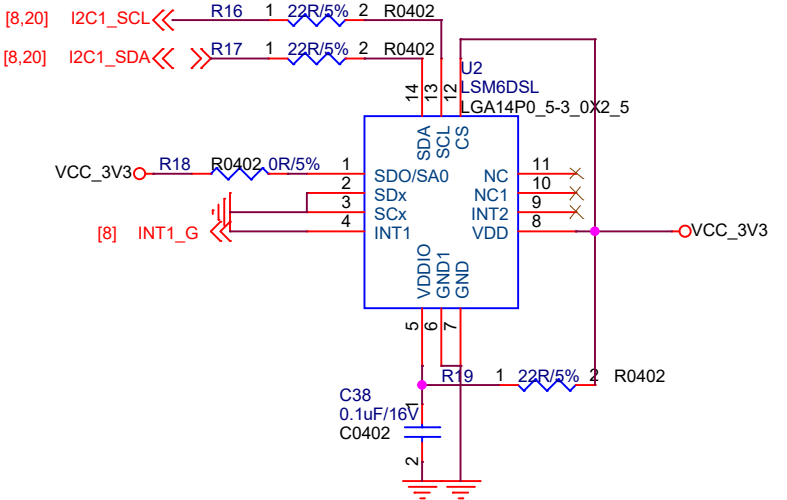 [8,20] I2C1_SCL R16 1 22R/5% 2 R0402
[8,20] I2C1_SDA R17 1 22R/5% 2 R0402
U2
LSM6DSL
LGA14P0_5-3_0X2_5
14 13 12
SDA SCL CS
VCC_3V3 R18 R0402 0R/5% 1 SDO/SA0 NC 11
2 SDx NC1 10
3 SCx INT2 9
[8] INT1_G 4 INT1 VDD 8 VCC_3V3
VDDIO GND1 GND
5 6 7
R19 1 22R/5% 2 R0402
C38 1
0.1uF/16V
C0402
2